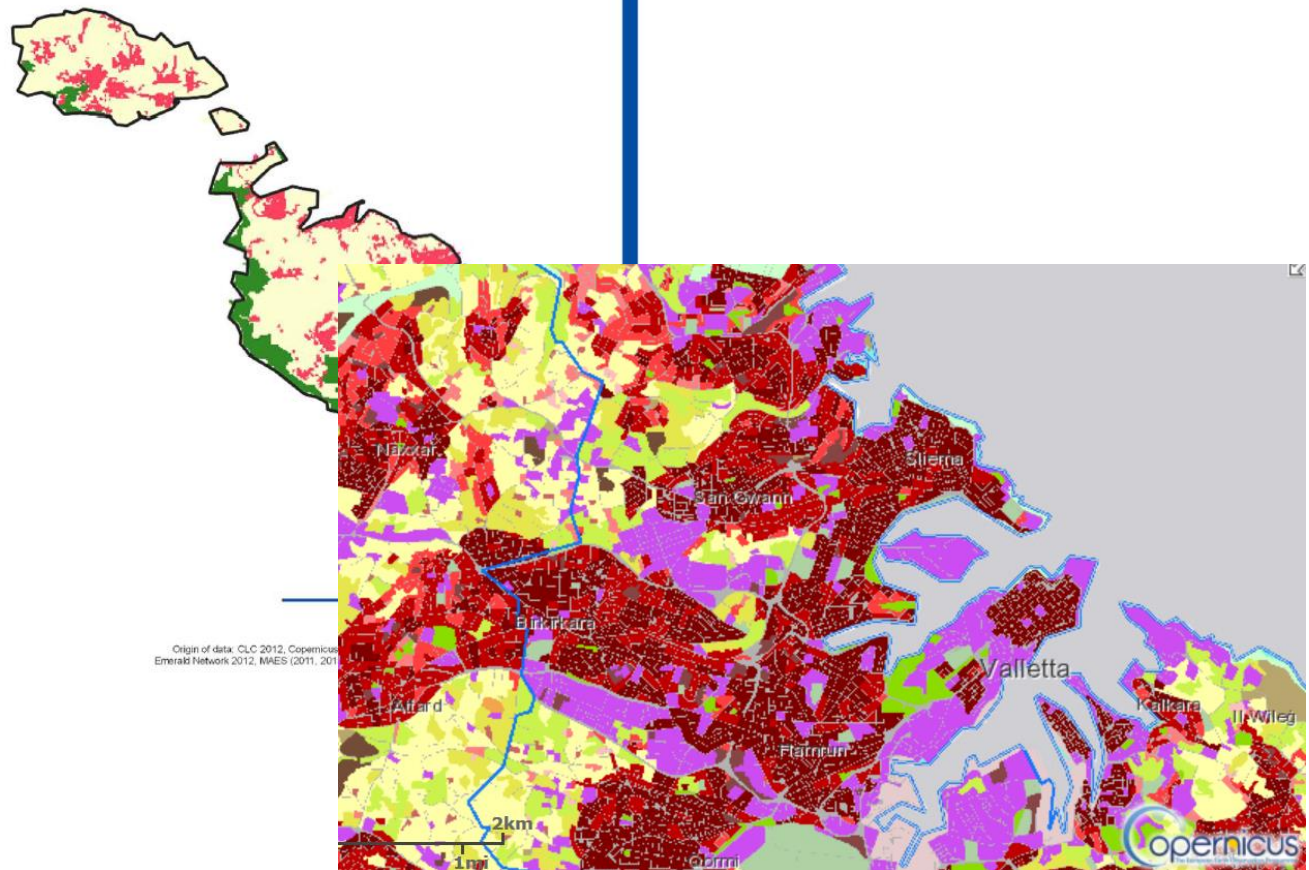 Origin of data: CLC 2012, Copernicus
Emerald Network 2012, MAES (2011, 201
Naxxar
Sliema
San Gwann
Birkirkara
Valletta
Attard
Kalkara
Il-Wileġ
Ħamrun
2km
1mi
Qormi
opernicus